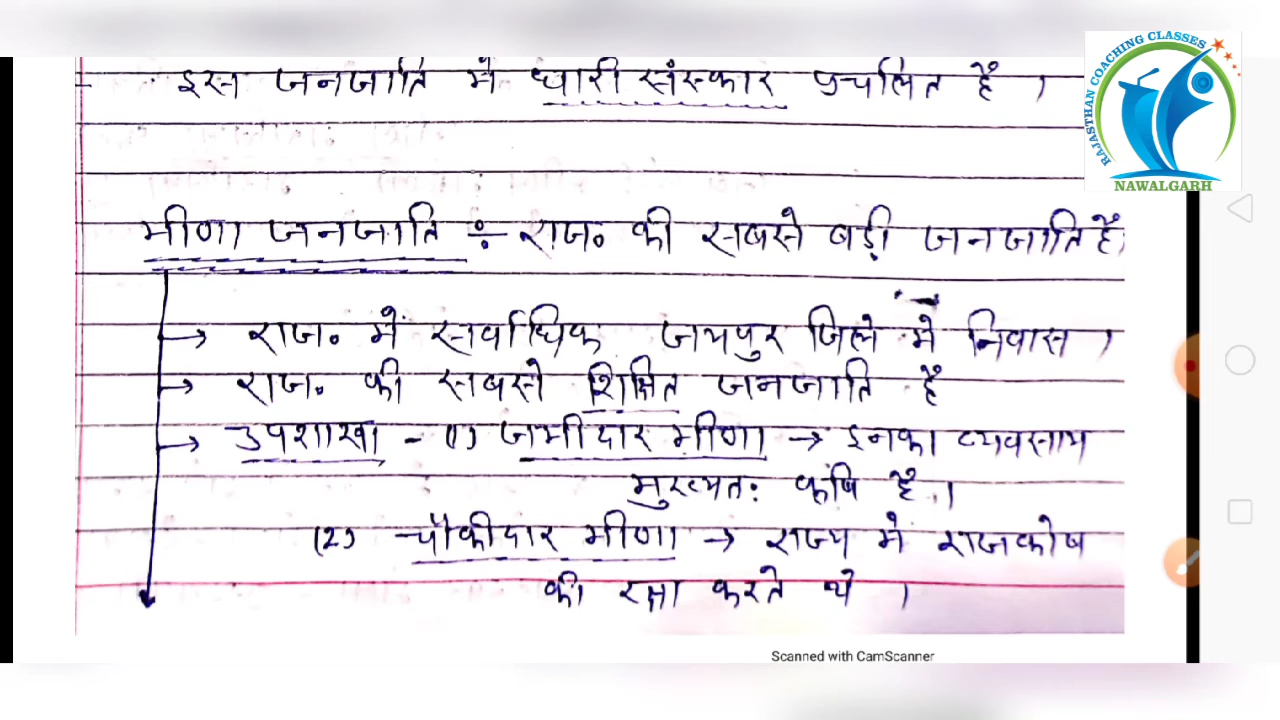 इस जनजाति में धारी संस्कार प्रचलित है ।
मीणा जनजाति ÷ राज० की सबसे बड़ी जनजाति है।
→ राज० में सर्वाधिक जयपुर जिले में निवास ।
→ राज० की सबसे शिक्षित जनजाति है
→ उपशाखा - (1) जमीदार मीणा → इनका व्यवसाय
मुख्यत: कृषि है ।
(2) चौकीदार मीणा → राज्य मे राजकोष
की रक्षा करते थे ।
Scanned with CamScanner
RAJASTHAN COACHING CLASSES
NAWALGARH